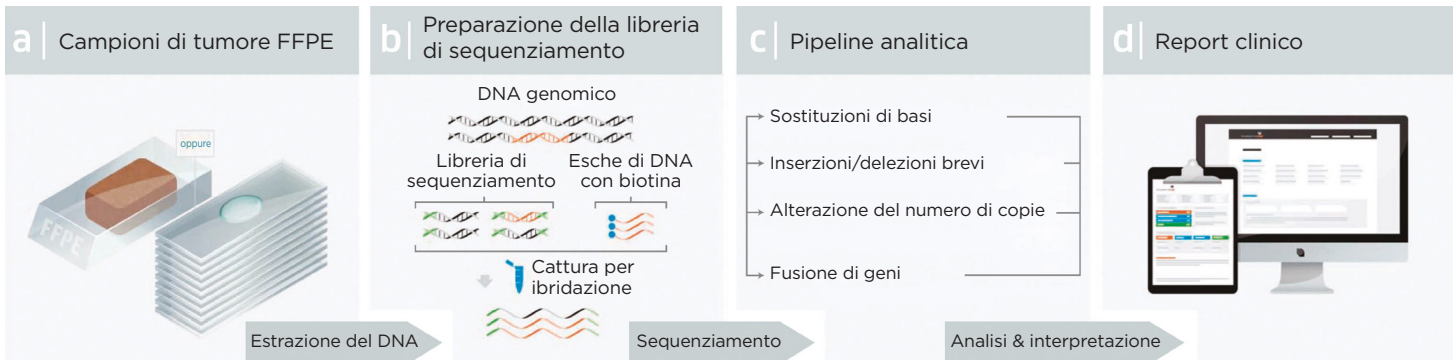 a
Campioni di tumore FFPE
oppure
FFPE
Estrazione del DNA
b
Preparazione della libreria
di sequenziamento
DNA genomico
Libreria di
sequenziamento
Esche di DNA
con biotina
Cattura per
ibridazione
Sequenziamento
c
Pipeline analitica
Sostituzioni di basi
Inserzioni/delezioni brevi
Alterazione del numero di copie
Fusione di geni
Analisi & interpretazione
d
Report clinico